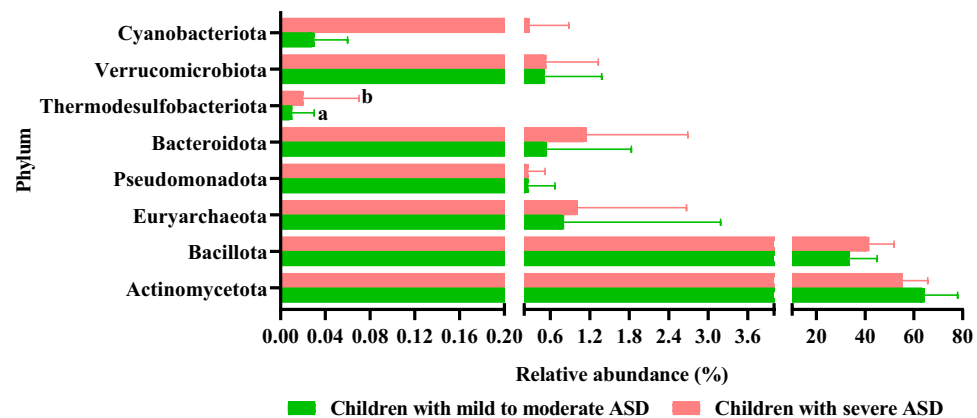 Cyanobacteriota
Verrucomicrobiota
Thermodesulfobacteriota
b
a
Bacteroidota
Phylum
Pseudomonadota
Euryarchaeota
Bacillota
Actinomycetota
0.00 0.04 0.08 0.12 0.16 0.20 0.6 1.2 1.8 2.4 3.0 3.6 20 40 60 80
Relative abundance (%)
Children with mild to moderate ASD Children with severe ASD